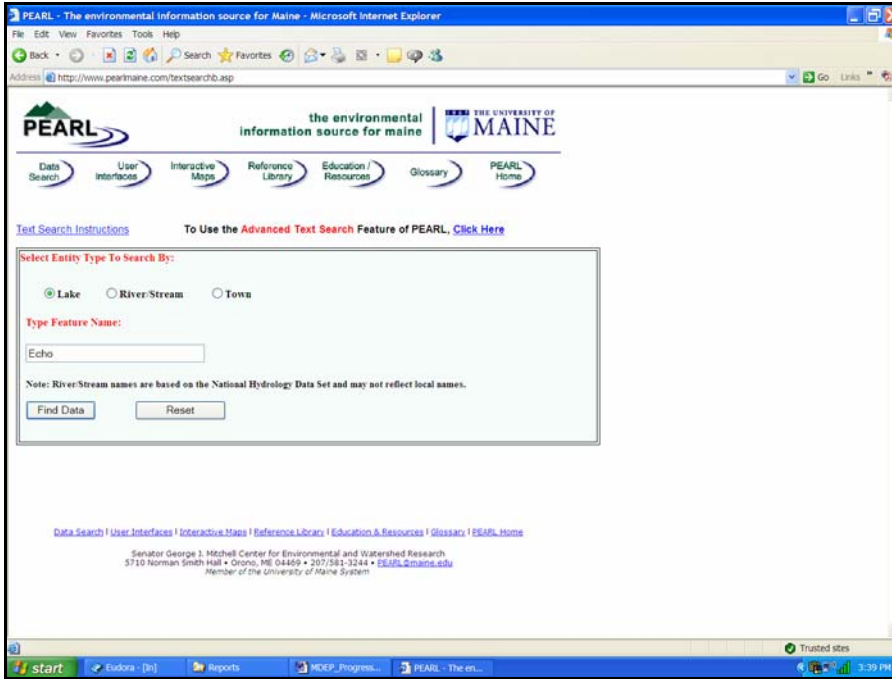 PEARL - The environmental information source for Maine - Microsoft Internet Explorer
File Edit View Favorites Tools Help
Back Search Favorites
Address http://www.pearlmaine.com/textsearchb.asp Go Links
PEARL
the environmental
information source for maine
1865 THE UNIVERSITY OF
MAINE
Data Search
User Interfaces
Interactive Maps
Reference Library
Education / Resources
Glossary
PEARL Home
Text Search Instructions To Use the Advanced Text Search Feature of PEARL, Click Here
Select Entity Type To Search By:
Lake River/Stream Town
Type Feature Name:
Echo
Note: River/Stream names are based on the National Hydrology Data Set and may not reflect local names.
Find Data Reset
Data Search | User Interfaces | Interactive Maps | Reference Library | Education & Resources | Glossary | PEARL Home
Senator George J. Mitchell Center for Environmental and Watershed Research
5710 Norman Smith Hall • Orono, ME 04469 • 207/581-3244 • PEARL@maine.edu
Member of the University of Maine System
Trusted sites
start Eudora - [In] Reports MDEP_Progress... PEARL - The en... 3:39 PM